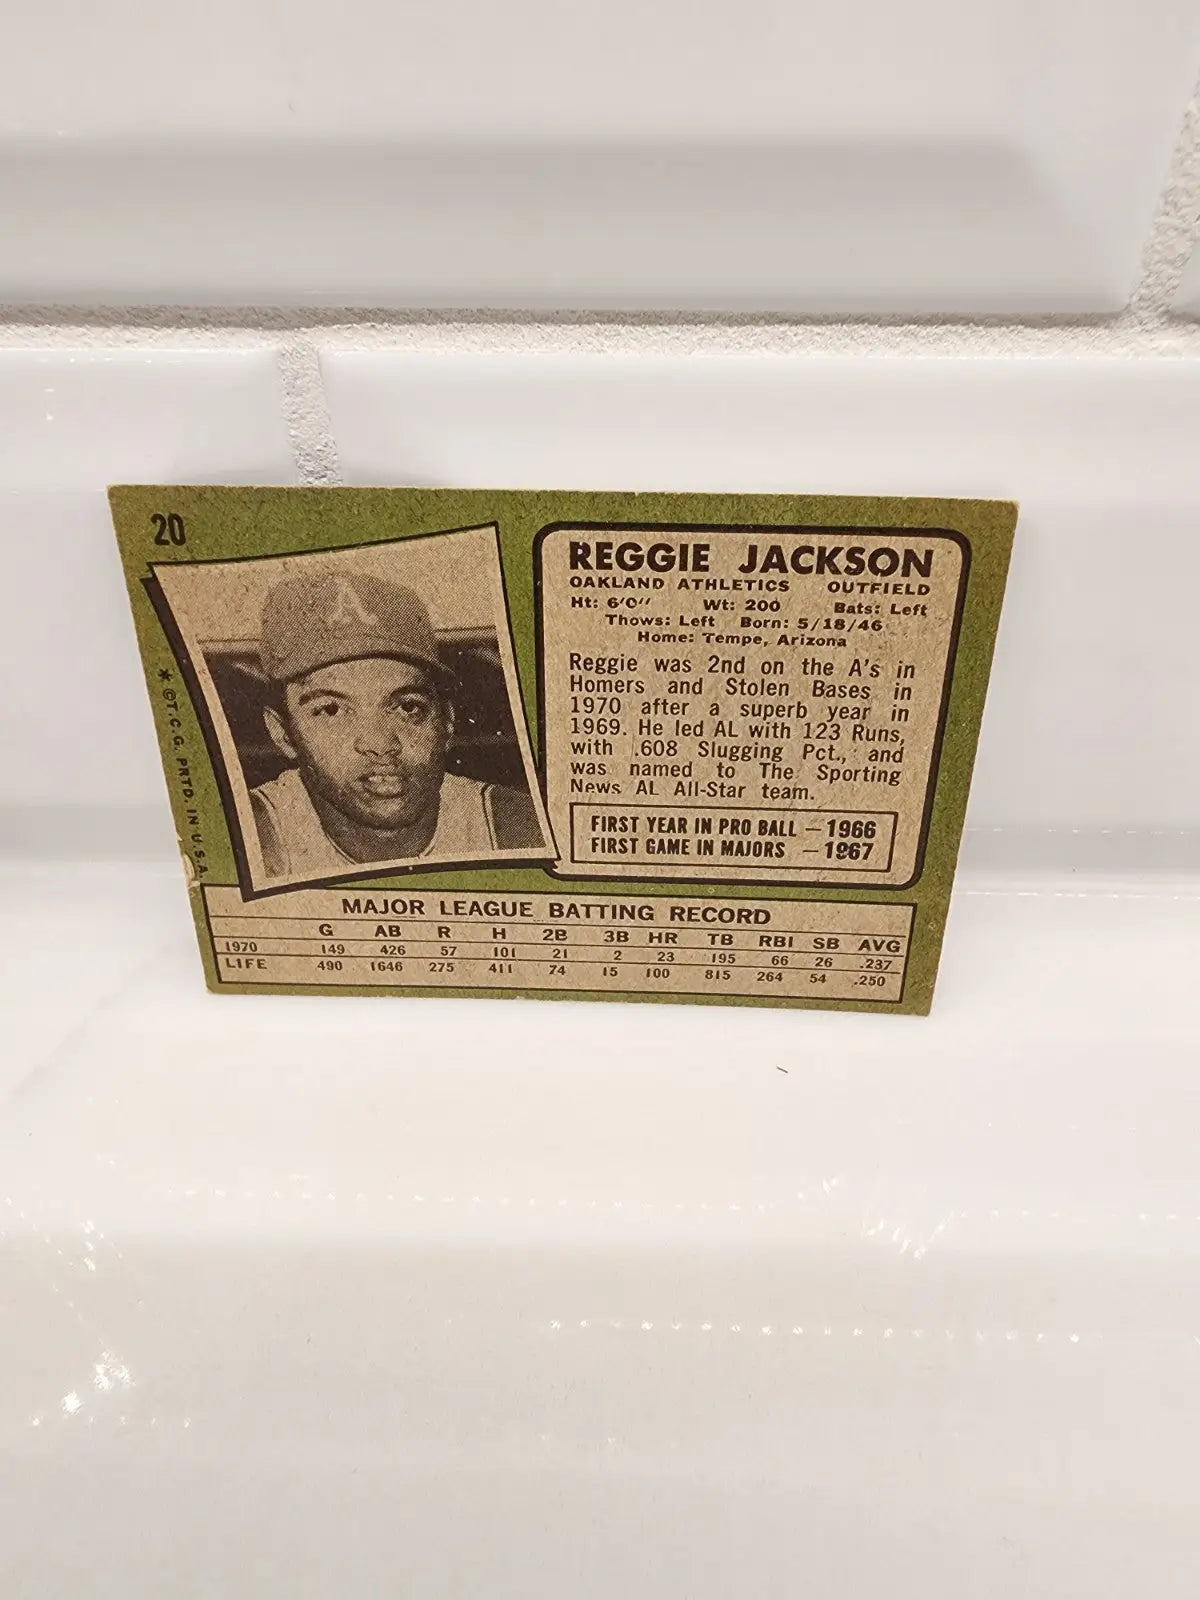 20
A
* ©T.C.G. PRTD. IN U.S.A.
REGGIE JACKSON
OAKLAND ATHLETICS OUTFIELD
Ht: 6'0" Wt: 200 Bats: Left
Thows: Left Born: 5/18/46
Home: Tempe, Arizona
Reggie was 2nd on the A's in
Homers and Stolen Bases in
1970 after a superb year in
1969. He led AL with 123 Runs,
with .608 Slugging Pct., and
was named to The Sporting
News AL All-Star team.
FIRST YEAR IN PRO BALL — 1966
FIRST GAME IN MAJORS — 1967
MAJOR LEAGUE BATTING RECORD
G AB R H 2B 3B HR TB RBI SB AVG
1970 149 426 57 101 21 2 23 195 66 26 .237
LIFE 490 1646 275 411 74 15 100 815 264 54 .250